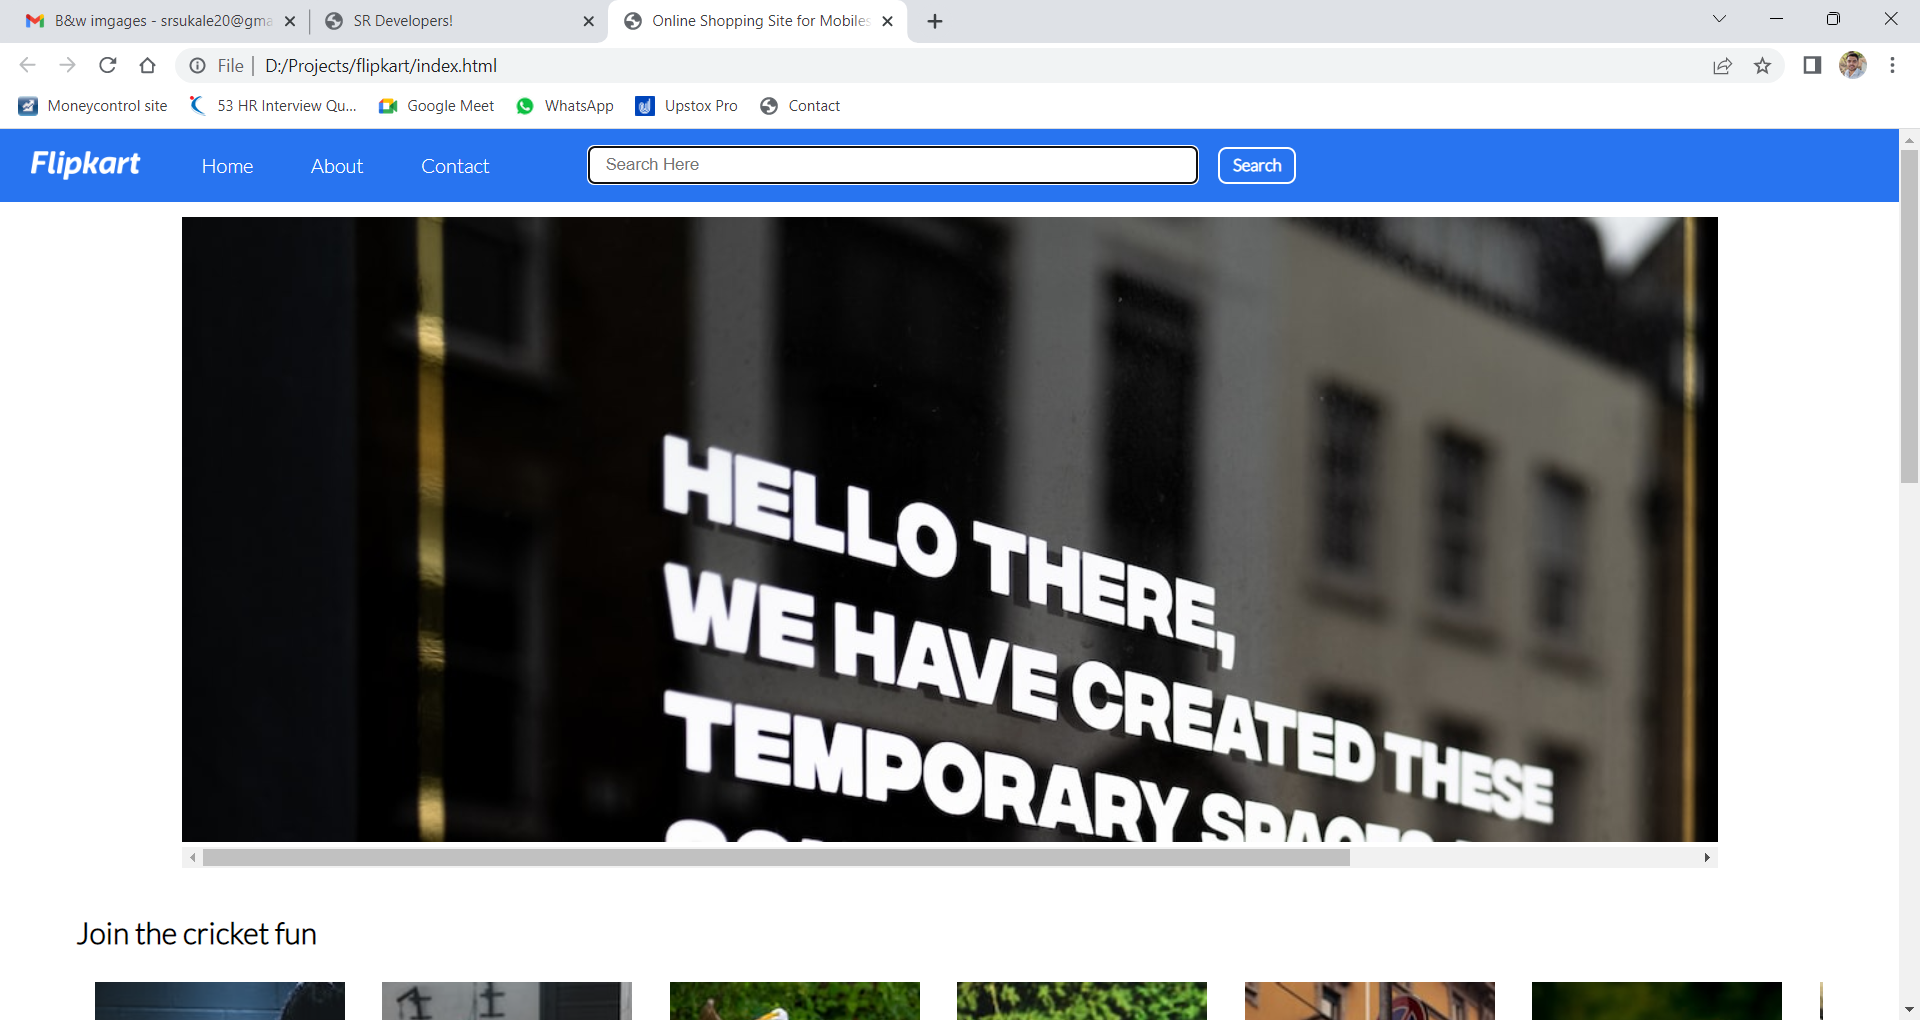 B&w imgages - srsukale20@gma
SR Developers!
Online Shopping Site for Mobiles
File
D:/Projects/flipkart/index.html
Moneycontrol site
53 HR Interview Qu...
Google Meet
WhatsApp
Upstox Pro
Contact
Flipkart
Home
About
Contact
Search Here
Search
HELLO THERE,
WE HAVE CREATED THESE
TEMPORARY SPACES
Join the cricket fun